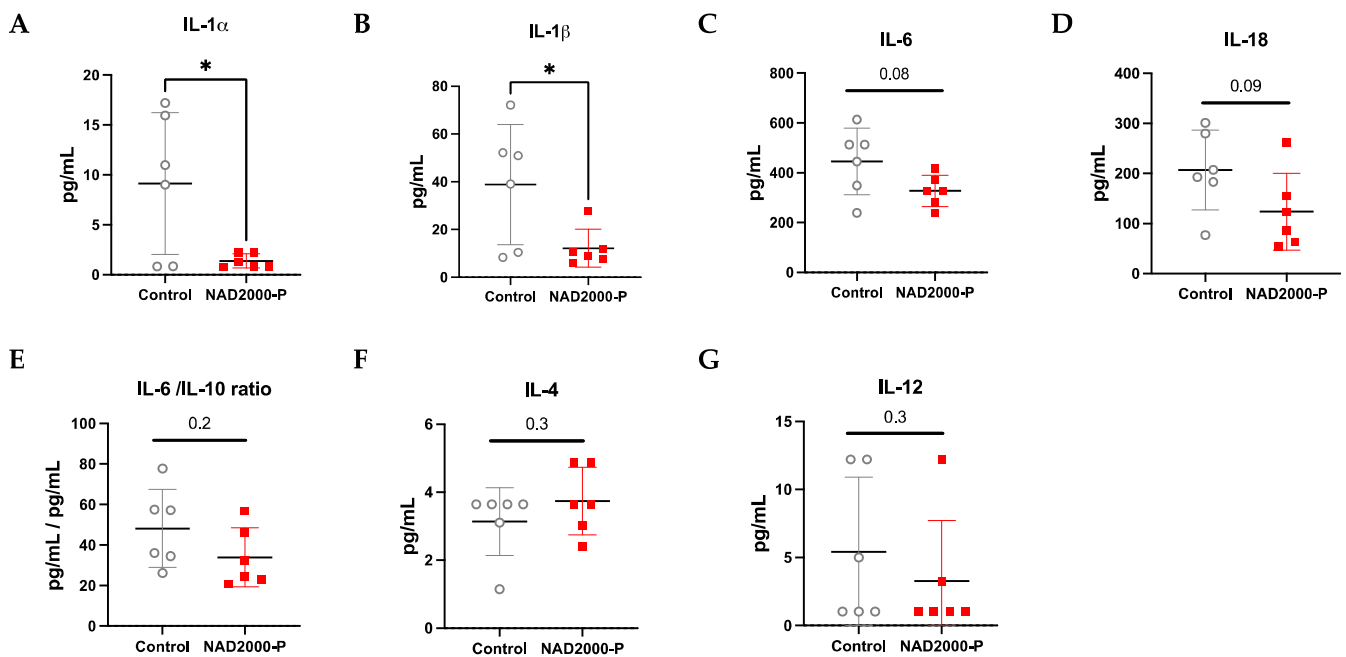 A
IL-1α
*
pg/mL
20
15
10
5
0
Control NAD2000-P
B
IL-1β
*
pg/mL
80
60
40
20
0
Control NAD2000-P
C
IL-6
0.08
pg/mL
800
600
400
200
0
Control NAD2000-P
D
IL-18
0.09
pg/mL
400
300
200
100
0
Control NAD2000-P
E
IL-6 /IL-10 ratio
0.2
pg/mL / pg/mL
100
80
60
40
20
0
Control NAD2000-P
F
IL-4
0.3
pg/mL
6
4
2
0
Control NAD2000-P
G
IL-12
0.3
pg/mL
15
10
5
0
Control NAD2000-P